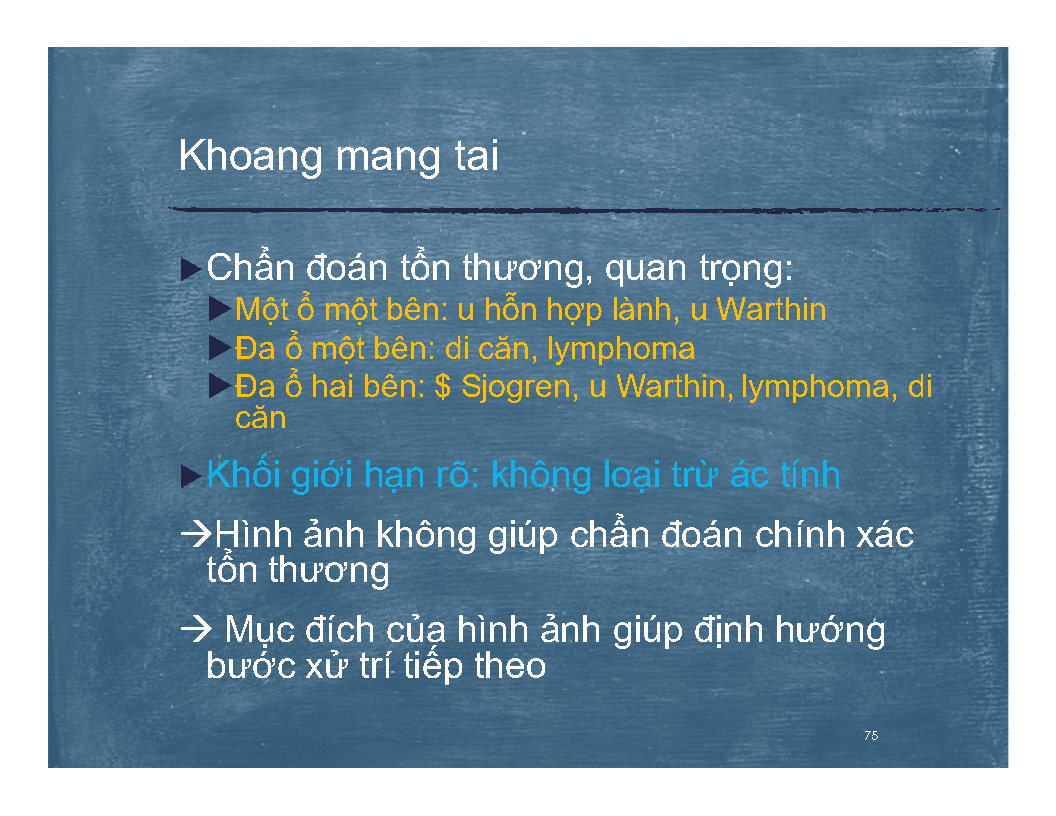 Khoang mang tai
▶Chẩn đoán tổn thương, quan trọng:
▶Một ổ một bên: u hỗn hợp lành, u Warthin
▶Đa ổ một bên: di căn, lymphoma
▶Đa ổ hai bên: $ Sjogren, u Warthin, lymphoma, di
căn
▶Khối giới hạn rõ: không loại trừ ác tính
→Hình ảnh không giúp chẩn đoán chính xác
tổn thương
→ Mục đích của hình ảnh giúp định hướng
bước xử trí tiếp theo
75